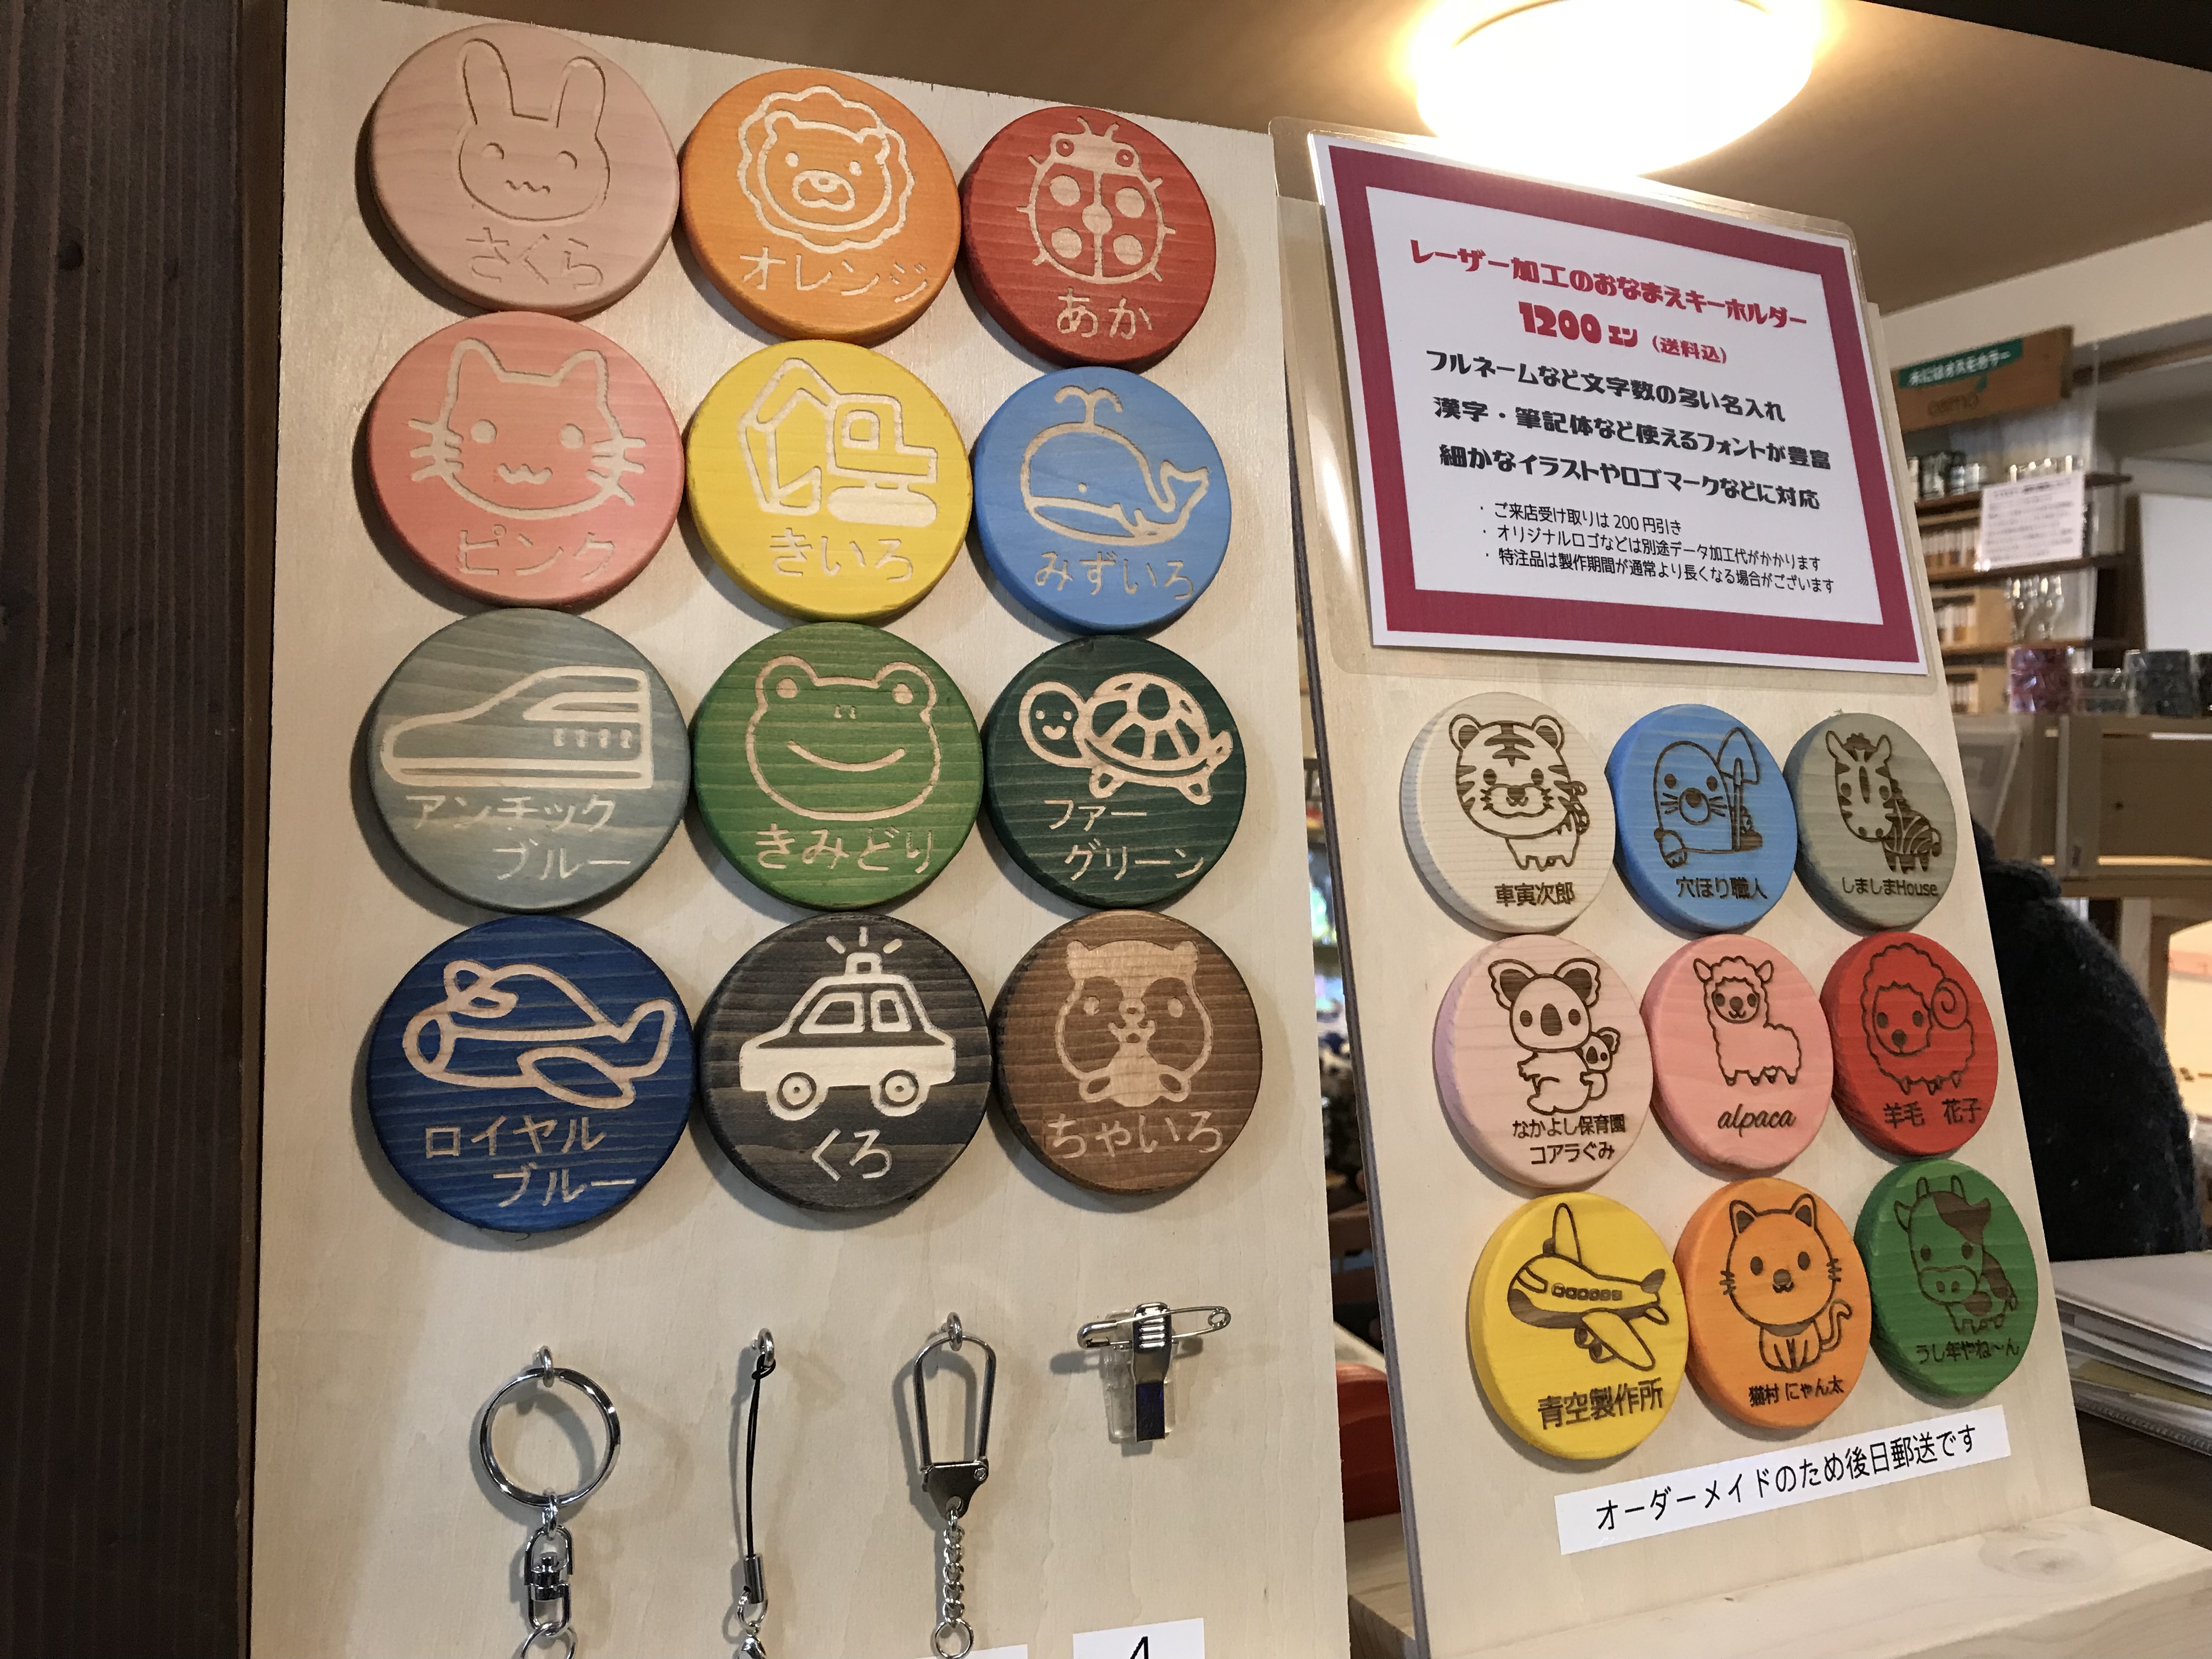 さくら
オレンジ
あか
ピンク
きいろ
みずいろ
アンチック
ブルー
きみどり
ファー
グリーン
ロイヤル
ブルー
くろ
ちゃいろ
4
レーザー加工のおなまえキーホルダー
1200エン(送料込)
フルネームなど文字数の多い名入れ
漢字・筆記体など使えるフォントが豊富
細かなイラストやロゴマークなどに対応
・ご来店受け取りは200円引き
・オリジナルロゴなどは別途データ加工代がかかります
・特注品は製作期間が通常より長くなる場合がございます
車寅次郎
穴ほり職人
しましまHouse
なかよし保育園
コアラぐみ
alpaca
羊毛 花子
青空製作所
猫村 にゃん太
うし年やね～ん
オーダーメイドのため後日郵送です
木にはオスモカラー
osmo